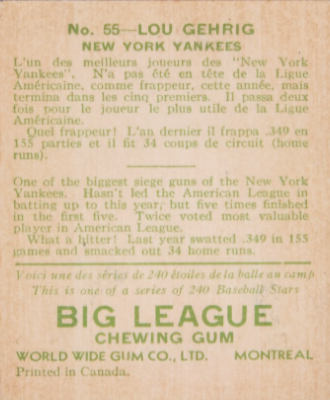 No. 55—LOU GEHRIG
NEW YORK YANKEES
L'un des meilleurs joueurs des "New York
Yankees". N'a pas été en tête de la Ligue
Américaine, comme frappeur, cette année, mais
termina dans les cinq premiers. Il passa deux
fois pour le joueur le plus utile de la Ligue
Américaine.
Quel frappeur! L'an dernier il frappa .349 en
155 parties et il fit 34 coups de circuit (home
runs).
One of the biggest siege guns of the New York
Yankees. Hasn't led the American League in
batting up to this year, but five times finished
in the first five. Twice voted most valuable
player in American League.
What a hitter! Last year swatted .349 in 155
games and smacked out 34 home runs.
Voici une des séries de 240 étoiles de la balle au camp
This is one of a series of 240 Baseball Stars
BIG LEAGUE
CHEWING GUM
WORLD WIDE GUM CO., LTD. MONTREAL
Printed in Canada.